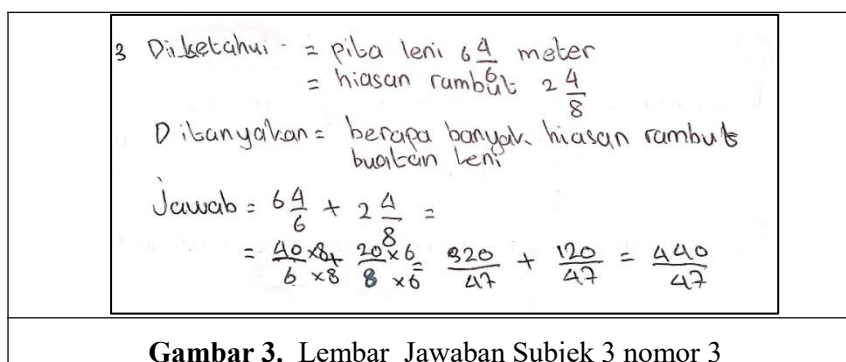 3 Diketahui = pita leni 6 4/6 meter
= hiasan rambut 2 4/8
Ditanyakan = berapa banyak hiasan rambut
buatan leni
Jawab = 6 4/6 + 2 4/8 =
= 40/6 ×8/×8 + 20/8 ×6/×6 = 320/47 + 120/47 = 440/47
Gambar 3. Lembar Jawaban Subjek 3 nomor 3